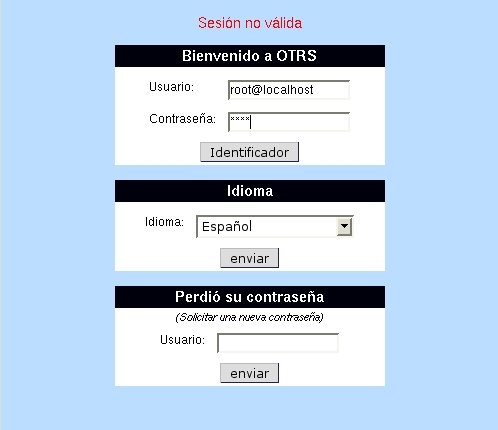 Sesión no válida
Bienvenido a OTRS
Usuario: root@localhost
Contraseña: ****
Identificador
Idioma
Idioma: Español
enviar
Perdió su contraseña
(Solicitar una nueva contraseña)
Usuario:
enviar